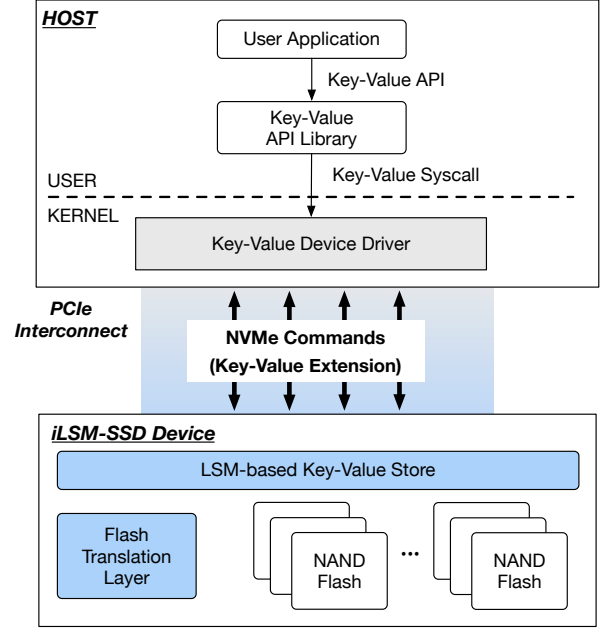 HOST
User Application
Key-Value API
Key-Value
API Library
Key-Value Syscall
USER
KERNEL
Key-Value Device Driver
PCIe
Interconnect
NVMe Commands
(Key-Value Extension)
iLSM-SSD Device
LSM-based Key-Value Store
Flash
Translation
Layer
NAND
Flash
...
NAND
Flash